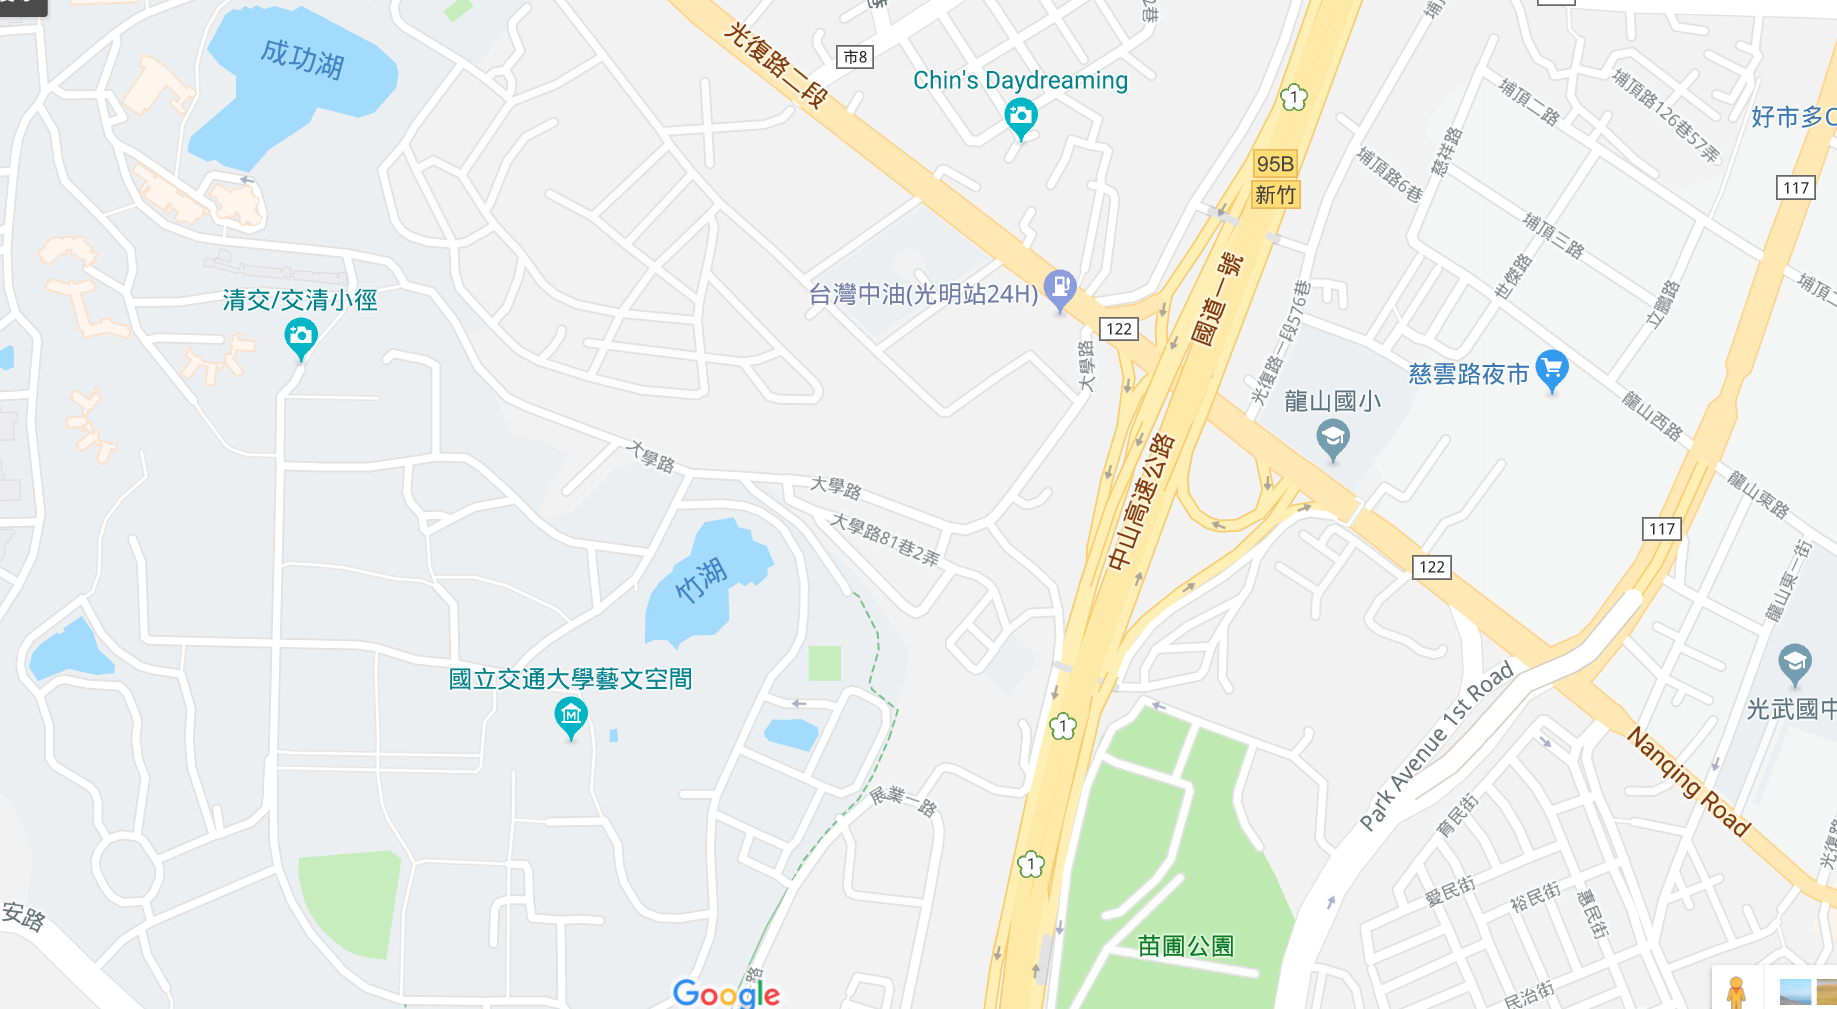 成功湖
光復路二段
市8
Chin's Daydreaming
1
95B
新竹
埔頂二路
埔頂路126巷57弄
好市多C
慈祥路
埔頂路6巷
117
埔頂三路
世傑路
立鵬路
國道一號
清交/交清小徑
台灣中油(光明站24H)
122
大學路
光復路一段576巷
慈雲路夜市
龍山國小
龍山西路
大學路
大學路
大學路81巷2弄
中山高速公路
龍山東路
117
122
龍山東一街
竹湖
國立交通大學藝文空間
光武國中
1
Park Avenue 1st Road
Nanqing Road
展業一路
育民街
1
愛民街
裕民街
惠民街
安路
苗圃公園
民治街
路
Google